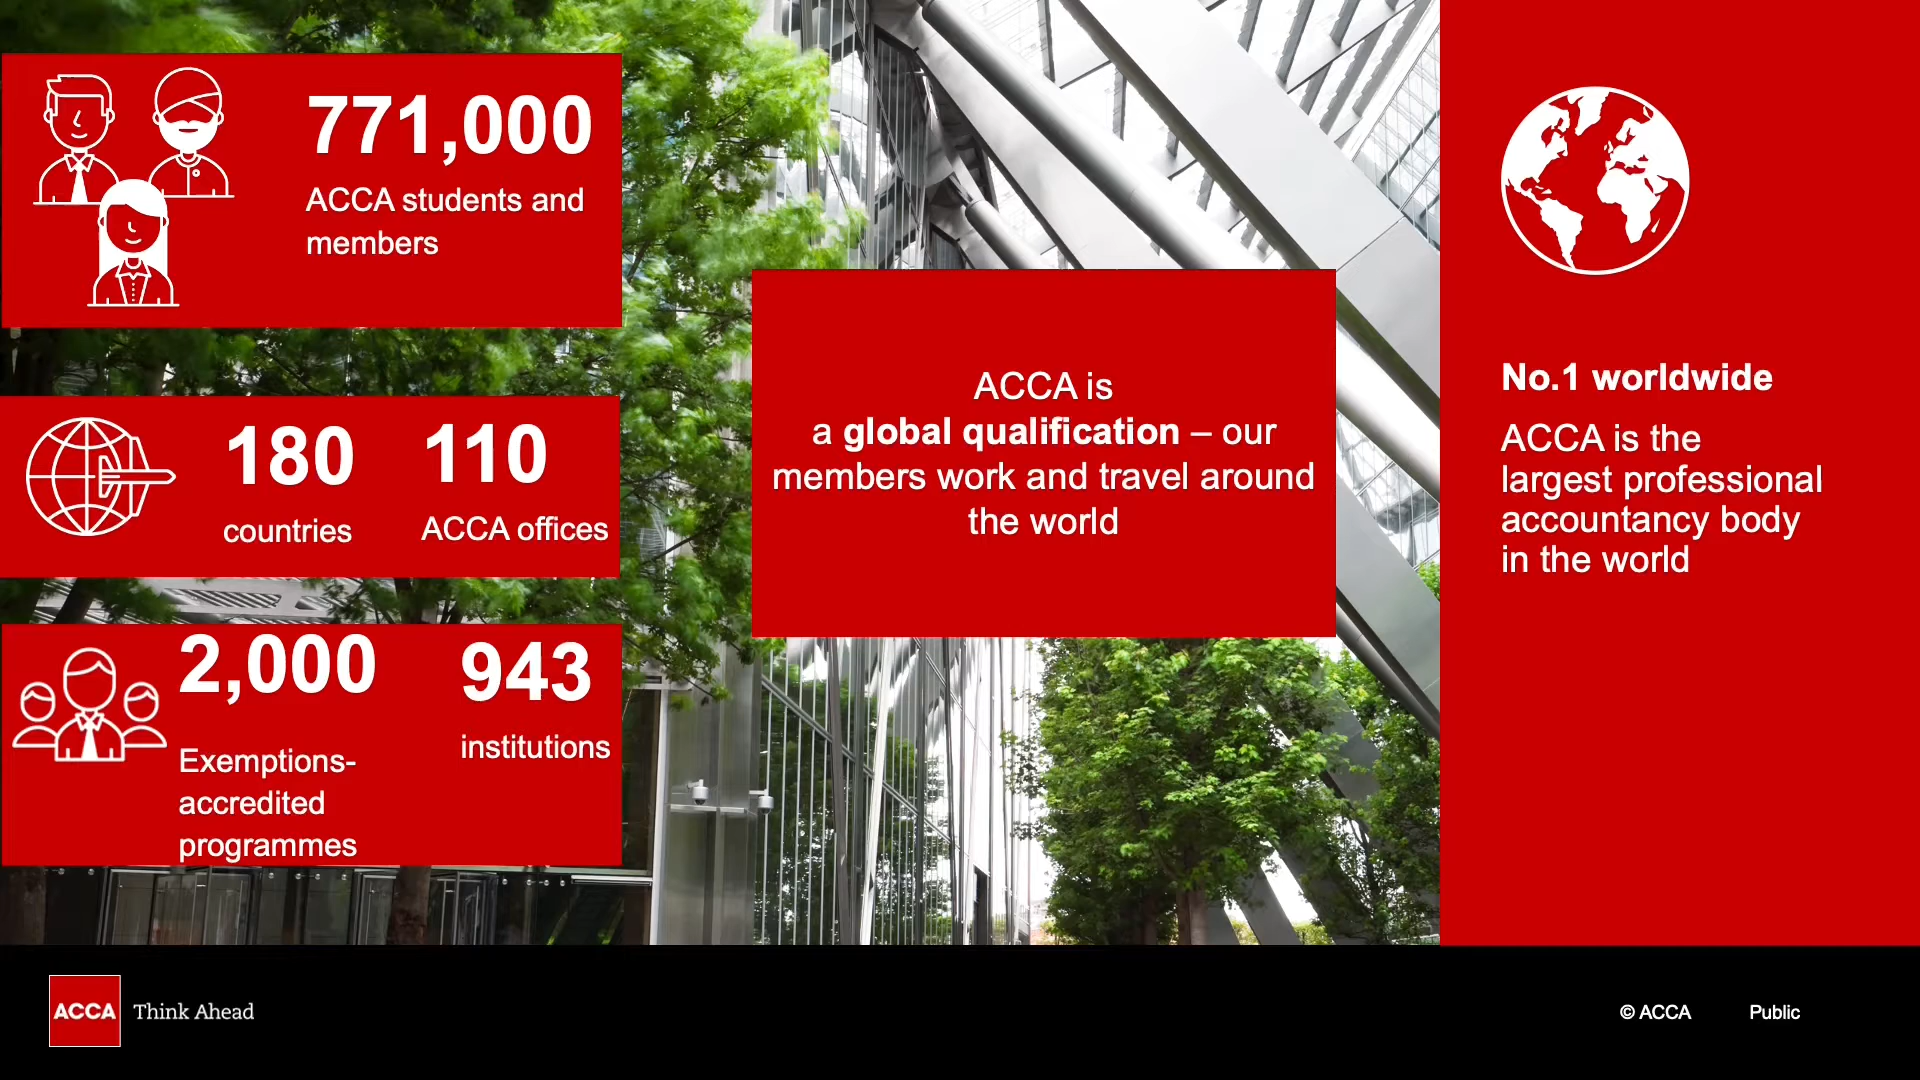 771,000
ACCA students and
members
180
countries
110
ACCA offices
2,000
Exemptions-
accredited
programmes
943
institutions
ACCA is
a global qualification – our
members work and travel around
the world
No.1 worldwide
ACCA is the
largest professional
accountancy body
in the world
ACCA
Think Ahead
© ACCA
Public